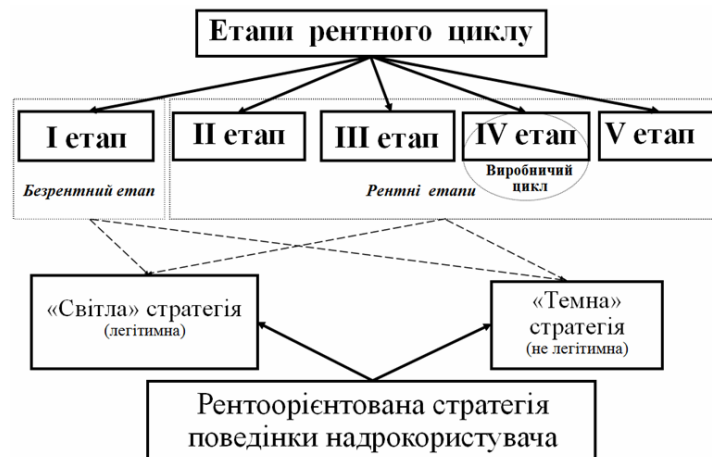 Етапи рентного циклу
I етап
II етап
III етап
IV етап
V етап
Безрентний етап
Рентні етапи
Виробничий
цикл
«Світла» стратегія
(легітимна)
«Темна»
стратегія
(не легітимна)
Рентоорієнтована стратегія
поведінки надрокористувача